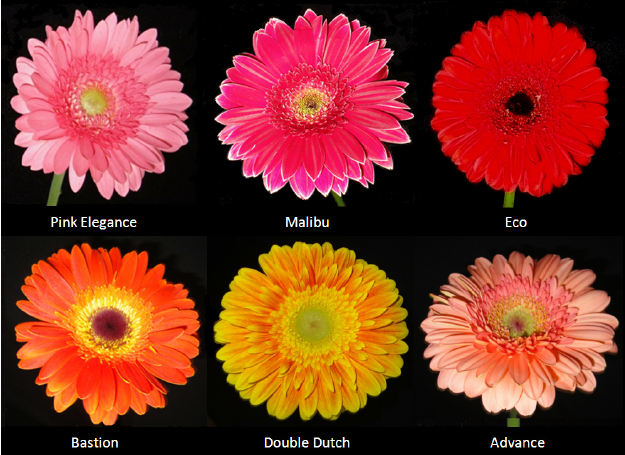 Pink Elegance
Malibu
Eco
Bastion
Double Dutch
Advance